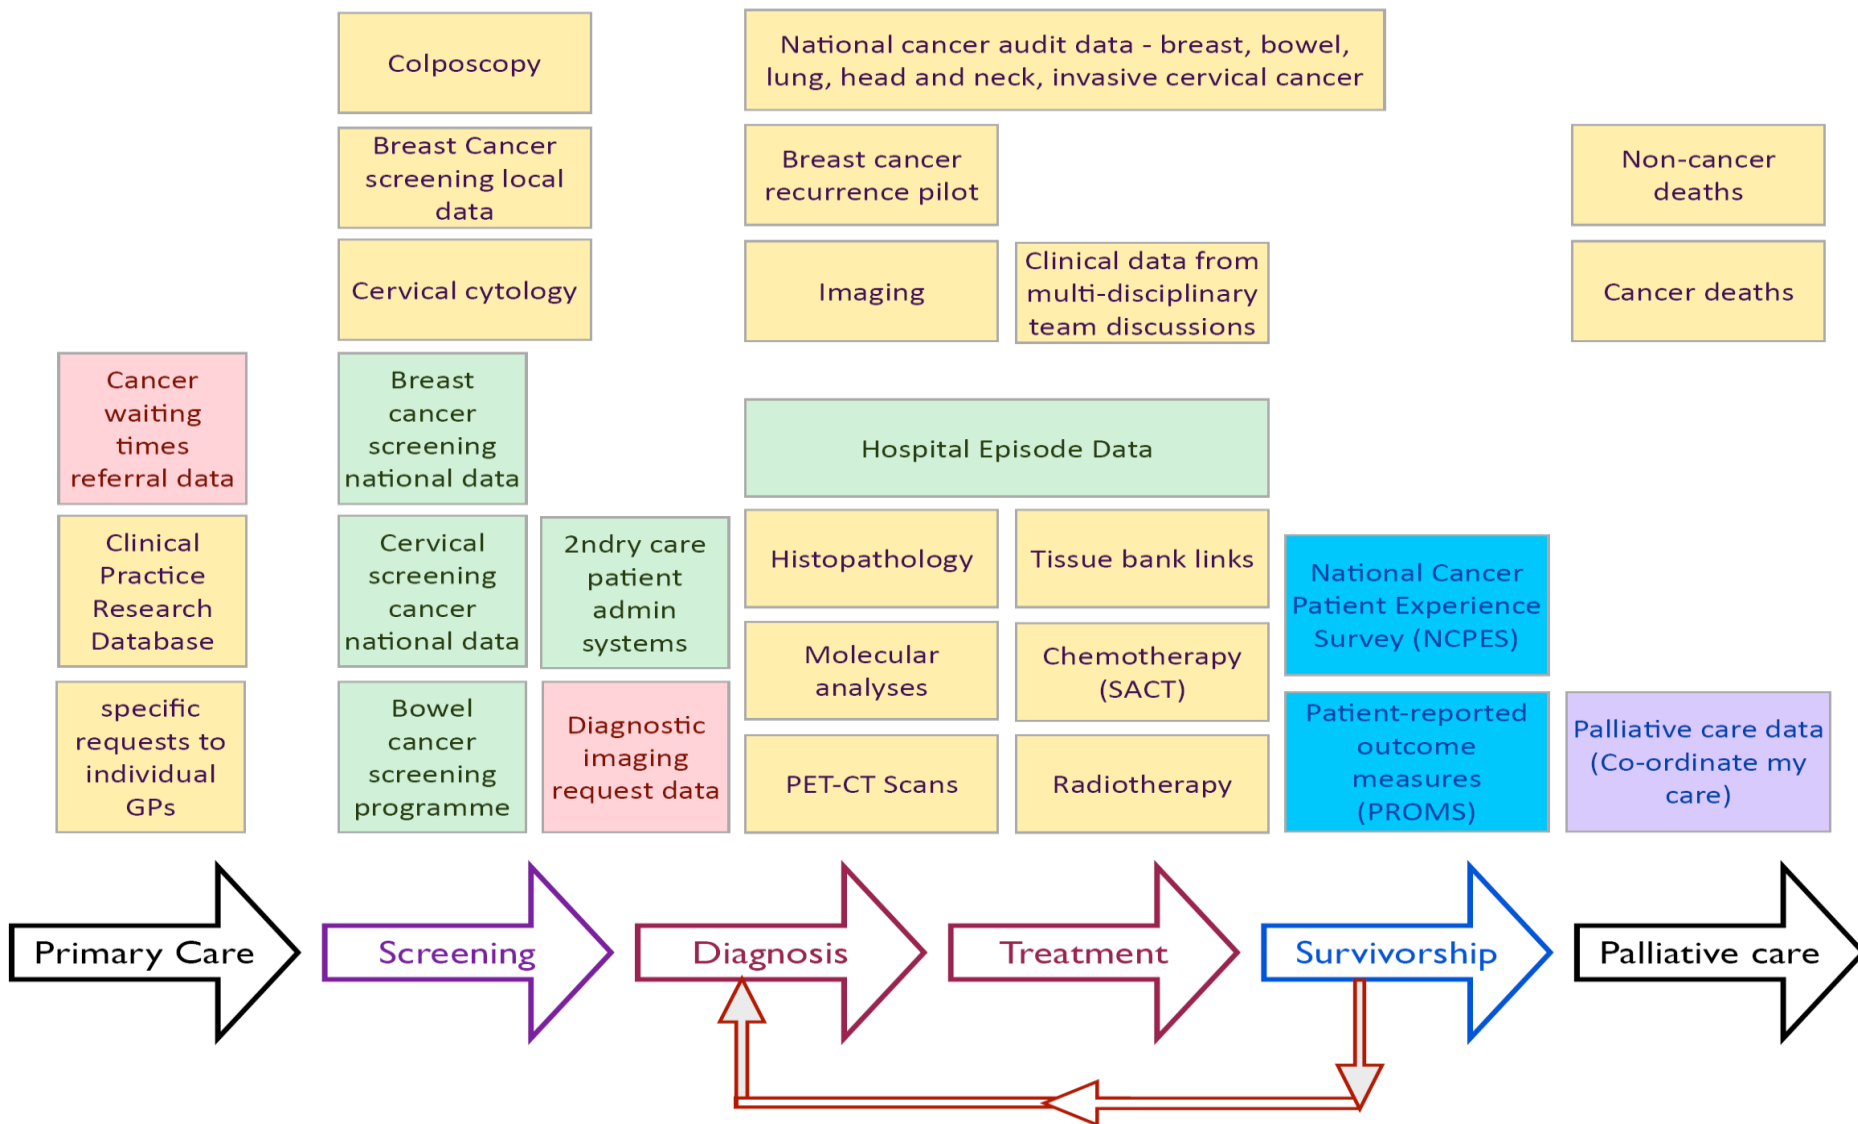 Colposcopy
National cancer audit data - breast, bowel,
lung, head and neck, invasive cervical cancer
Breast Cancer
screening local
data
Breast cancer
recurrence pilot
Non-cancer
deaths
Cervical cytology
Imaging
Clinical data from
multi-disciplinary
team discussions
Cancer deaths
Cancer
waiting
times
referral data
Breast
cancer
screening
national data
Hospital Episode Data
Clinical
Practice
Research
Database
Cervical
screening
cancer
national data
2ndry care
patient
admin
systems
Histopathology
Tissue bank links
National Cancer
Patient Experience
Survey (NCPES)
Molecular
analyses
Chemotherapy
(SACT)
specific
requests to
individual
GPs
Bowel
cancer
screening
programme
Diagnostic
imaging
request data
PET-CT Scans
Radiotherapy
Patient-reported
outcome
measures
(PROMS)
Palliative care data
(Co-ordinate my
care)
Primary Care
Screening
Diagnosis
Treatment
Survivorship
Palliative care